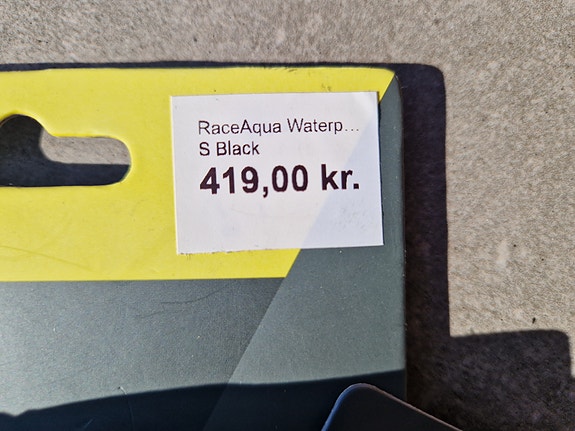 RaceAqua Waterp...
S Black
419,00 kr.